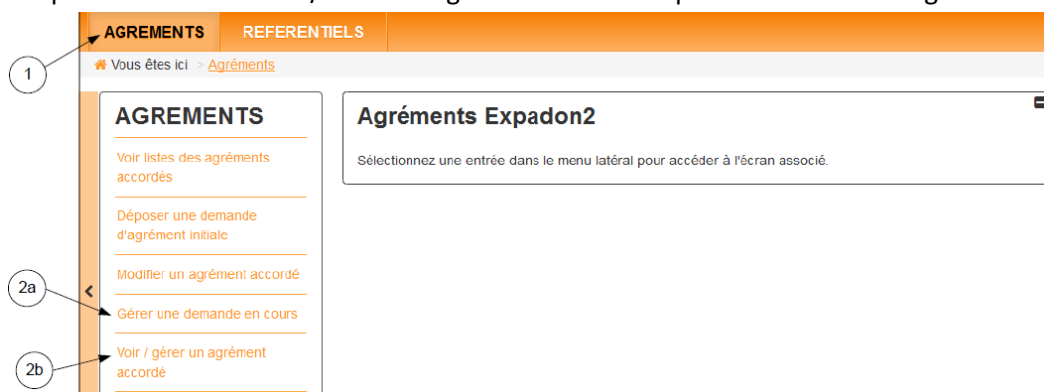 AGREMENTS REFERENTIELS
1
Vous êtes ici > Agréments
AGREMENTS
Voir listes des agréments
accordés
Déposer une demande
d'agrément initiale
Modifier un agrément accordé
2a
Gérer une demande en cours
Voir / gérer un agrément
accordé
2b
Agréments Expadon2
Sélectionnez une entrée dans le menu latéral pour accéder à l'écran associé.